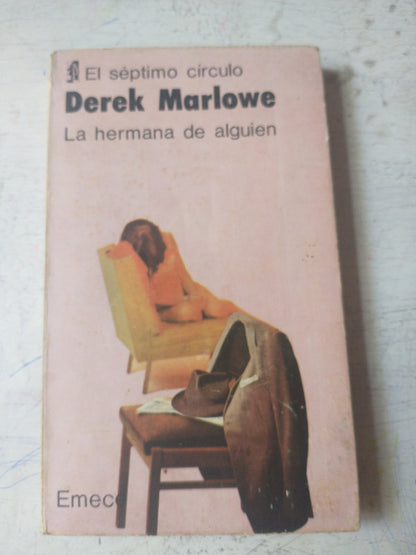 El séptimo círculo
Derek Marlowe
La hermana de alguien
Emecé